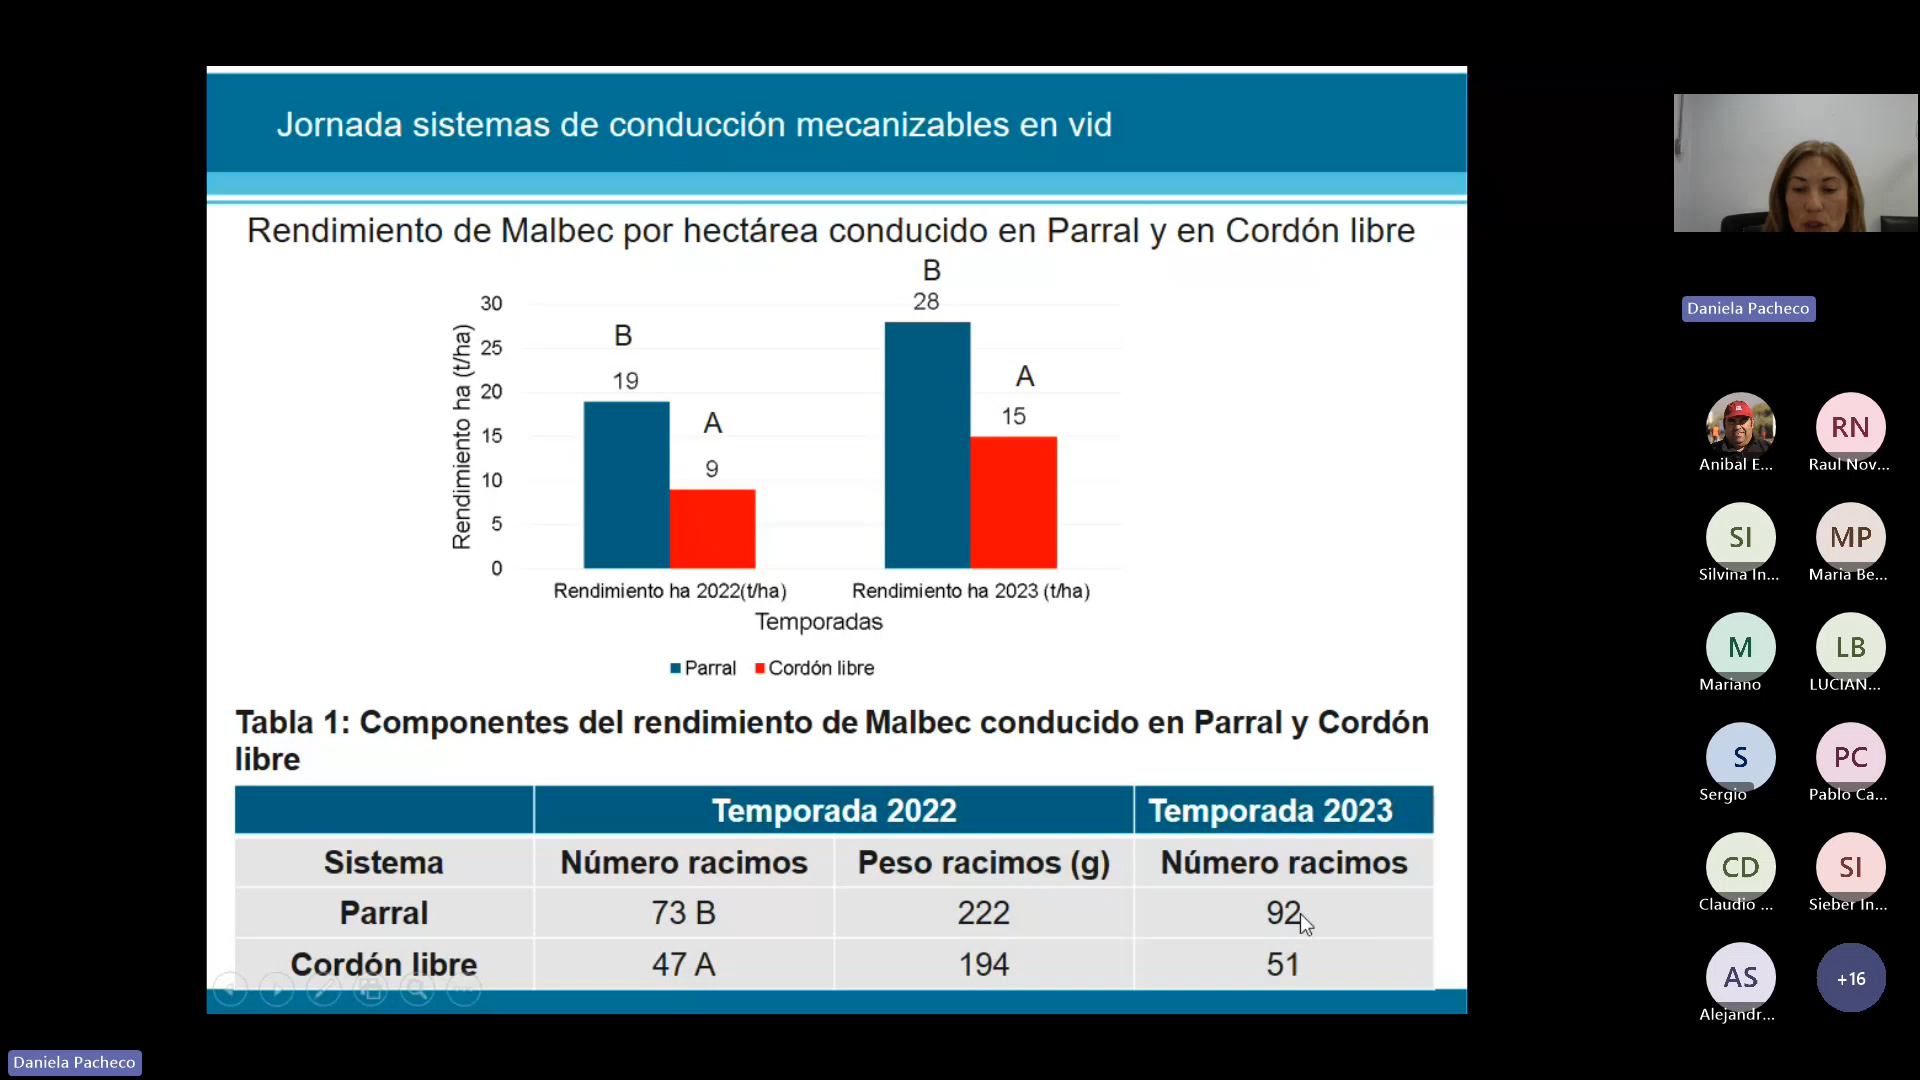 Jornada sistemas de conducción mecanizables en vid
Rendimiento de Malbec por hectárea conducido en Parral y en Cordón libre
Rendimiento ha (t/ha)
30
25
20
15
10
5
0
B
19
A
9
B
28
A
15
Rendimiento ha 2022(t/ha)
Rendimiento ha 2023 (t/ha)
Temporadas
Parral Cordón libre
Tabla 1: Componentes del rendimiento de Malbec conducido en Parral y Cordón
libre
Temporada 2022 Temporada 2023
Sistema Número racimos Peso racimos (g) Número racimos
Parral 73 B 222 92
Cordón libre 47 A 194 51
Daniela Pacheco
Anibal E...
RN
Raul Nov...
SI
Silvina In...
MP
Maria Be...
M
Mariano
LB
LUCIAN...
S
Sergio
PC
Pablo Ca...
CD
Claudio ...
SI
Sieber In...
AS
Alejandr...
+16
Daniela Pacheco